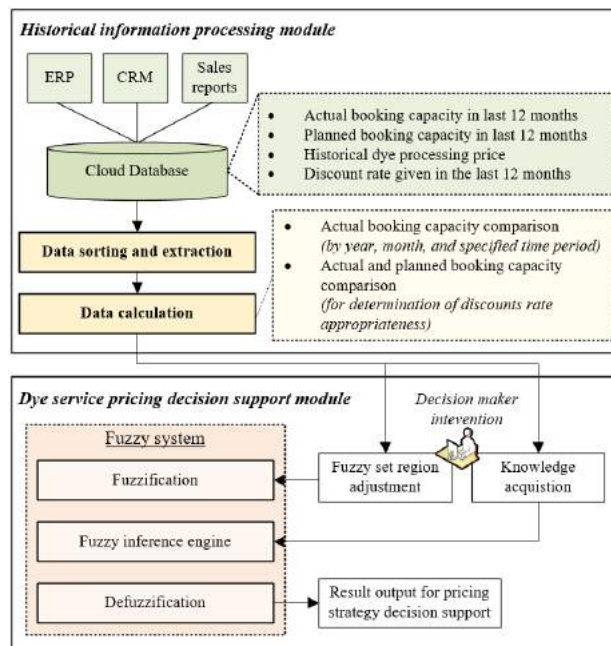 Historical information processing module
ERP
CRM
Sales
reports
Cloud Database
• Actual booking capacity in last 12 months
• Planned booking capacity in last 12 months
• Historical dye processing price
• Discount rate given in the last 12 months
Data sorting and extraction
Data calculation
• Actual booking capacity comparison
(by year, month, and specified time period)
• Actual and planned booking capacity
comparison
(for determination of discounts rate
appropriateness)
Dye service pricing decision support module
Decision maker
intevention
Fuzzy system
Fuzzification
Fuzzy set region
adjustment
Knowledge
acquistion
Fuzzy inference engine
Defuzzification
Result output for pricing
strategy decision support